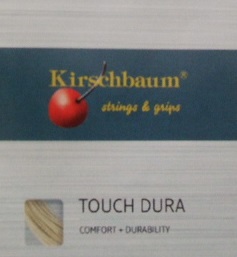 Kirschbaum®
strings & grips
TOUCH DURA
COMFORT + DURABILITY